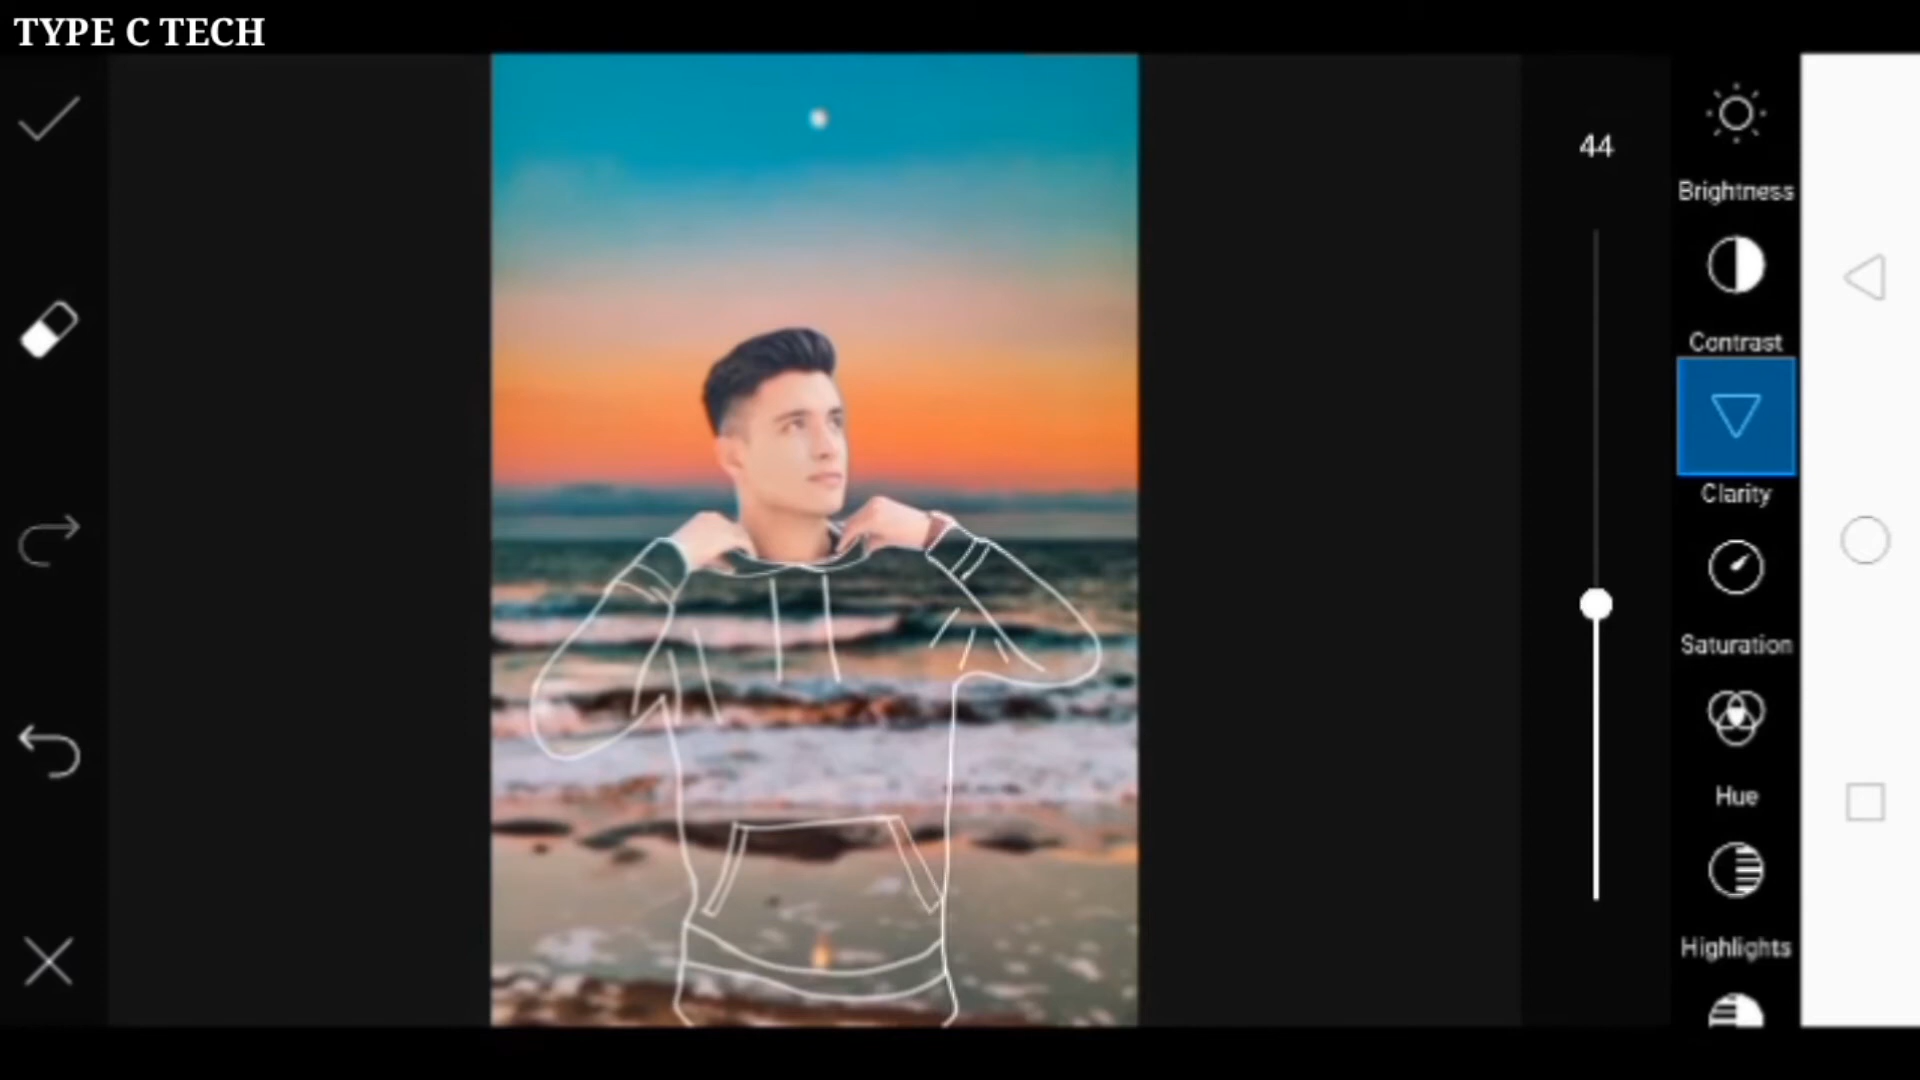 TYPE C TECH
44
Brightness
Contrast
Clarity
Saturation
Hue
Highlights